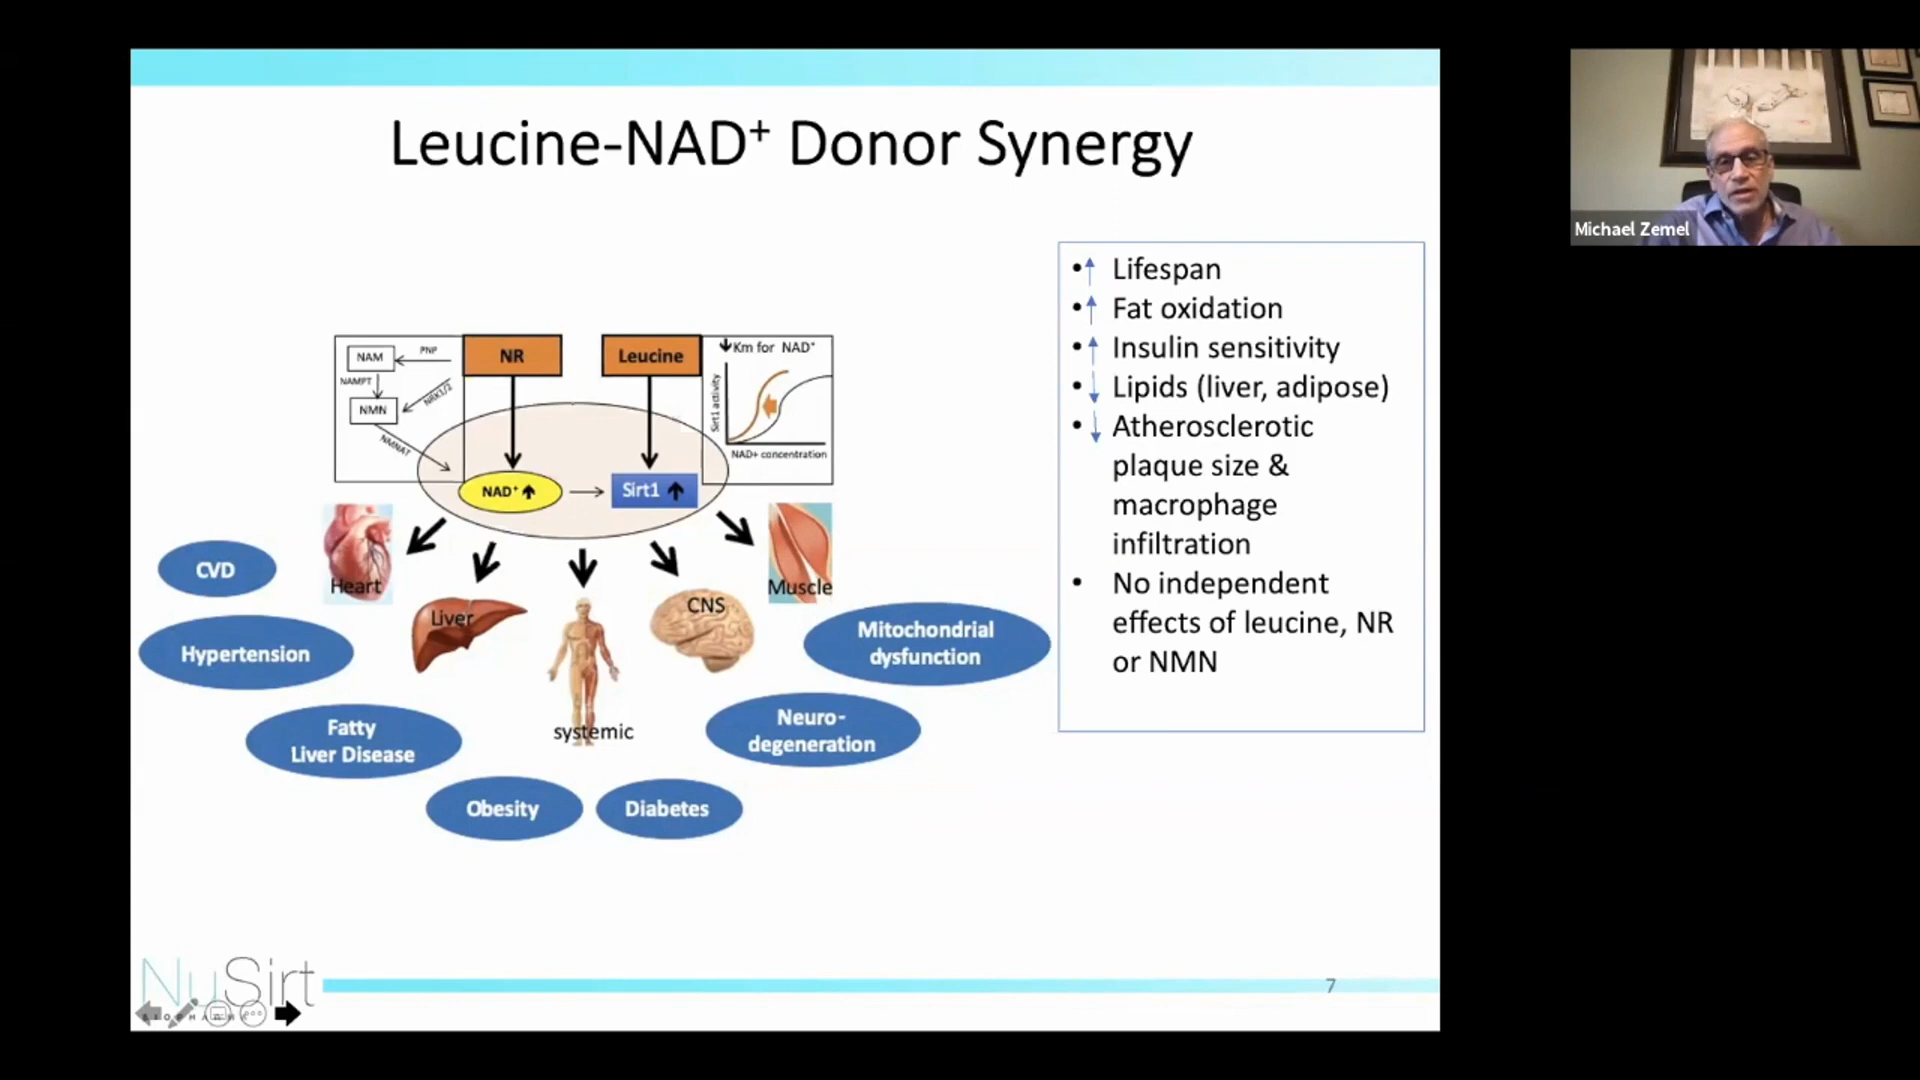 Leucine-NAD⁺ Donor Synergy
Michael Zemel
•↑ Lifespan
•↑ Fat oxidation
•↑ Insulin sensitivity
•↓ Lipids (liver, adipose)
•↓ Atherosclerotic
plaque size &
macrophage
infiltration
• No independent
effects of leucine, NR
or NMN
NAM
PNP
NAMPT
NRK1/2
NMN
NMNAT
NR
Leucine
↓Km for NAD⁺
Sirt1 activity
NAD+ concentration
NAD⁺↑
Sirt1 ↑
Heart
Liver
systemic
CNS
Muscle
CVD
Hypertension
Fatty
Liver Disease
Obesity
Diabetes
Neuro-
degeneration
Mitochondrial
dysfunction
NuSirt
7